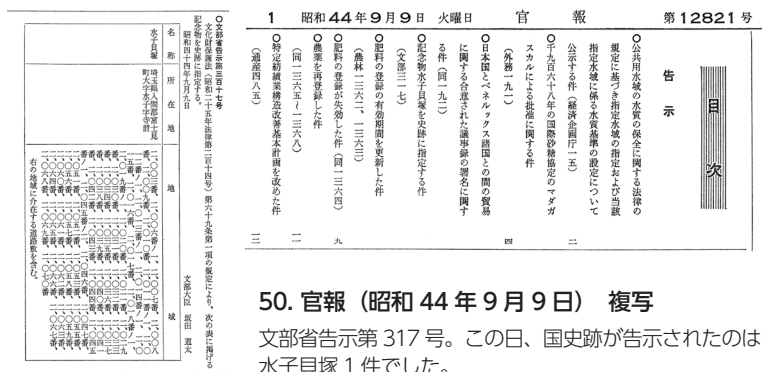 1 昭和44年9月9日 火曜日 官報 第12821号
目次
告示
○公共用水域の水質の保全に関する法律の
規定に基づき指定水域の指定および当該
指定水域に係る水質基準の設定について
公示する件（経済企画庁一五） 二
○千九百六十八年の国際砂糖協定のマダガ
スカルによる批准に関する件
（外務一九一） 四
○日本国とベネルックス諸国との間の貿易
に関する合意された議事録の署名に関す
る件（同一九二）
○記念物水子貝塚を史跡に指定する件
（文部三一七）
○肥料の登録の有効期間を更新した件
（農林一三六二、一三六三）
○肥料の登録が失効した件（同一三六四） 九
○農薬を再登録した件
（同一三六五～一三六八） 一一
○特定紡績業構造改善基本計画を改めた件
（通産四八五） 一三
○文部省告示第三百十七号
文化財保護法（昭和二十五年法律第二百十四号）第六十九条第一項の規定により、次の表に掲げる
記念物を史跡に指定する。
昭和四十四年九月九日
文部大臣 坂田 道太
名称 所在地 地域
水子貝塚
埼玉県入間郡富士見
町大字水子字寺前
右の地域に介在する道路敷を含む。
50. 官報（昭和 44 年 9 月 9 日） 複写
文部省告示第 317 号。この日、国史跡が告示されたのは
水子貝塚 1 件でした。